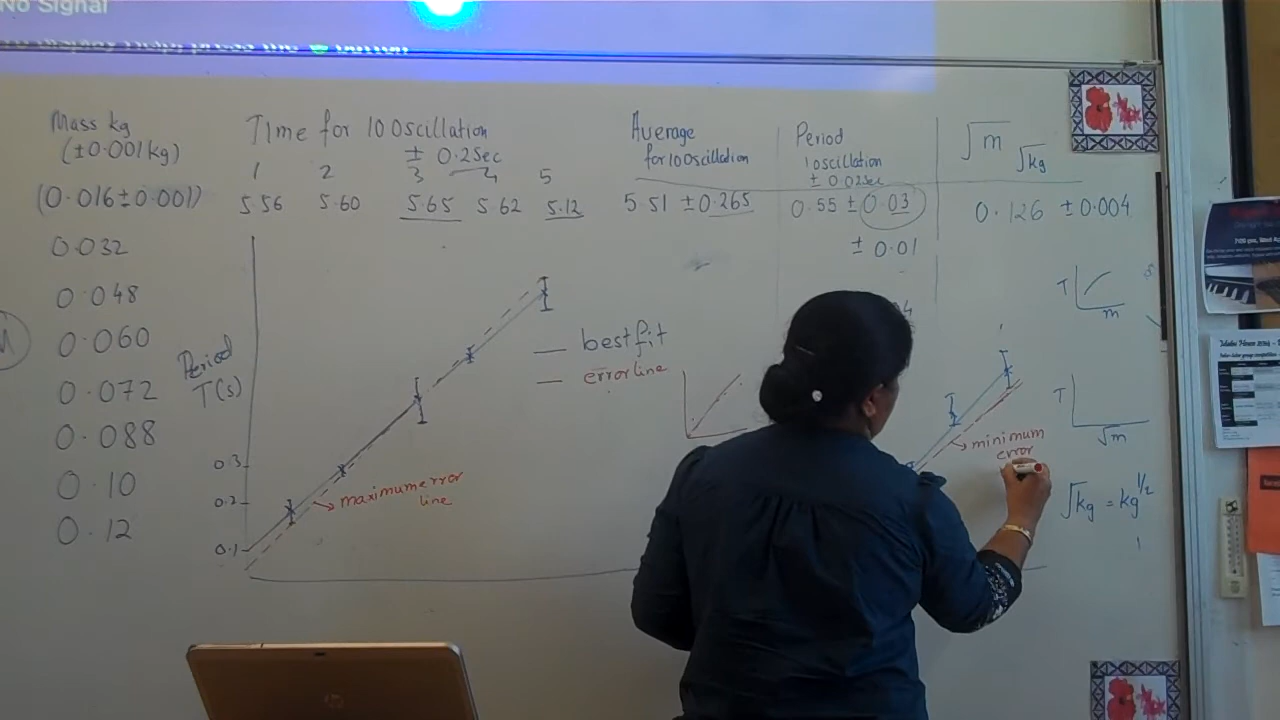 No Signal
Mass kg
(±0.001kg)
Time for 10 Oscillation
± 0.2 Sec
1 2 3 4 5
Average
for 10 Oscillation
Period
1 oscillation
± 0.02sec
√m √kg
(0.016±0.001) 5.56 5.60 5.65 5.62 5.12 5.51 ±0.265 0.55 ± 0.03 0.126 ±0.004
± 0.01
0.032
0.048
0.060
0.072
0.088
0.10
0.12
Period
T(s)
0.3
0.2
0.1
best fit
error line
maximum error
line
minimum
error
T
m
T
√m
√kg = kg^1/2